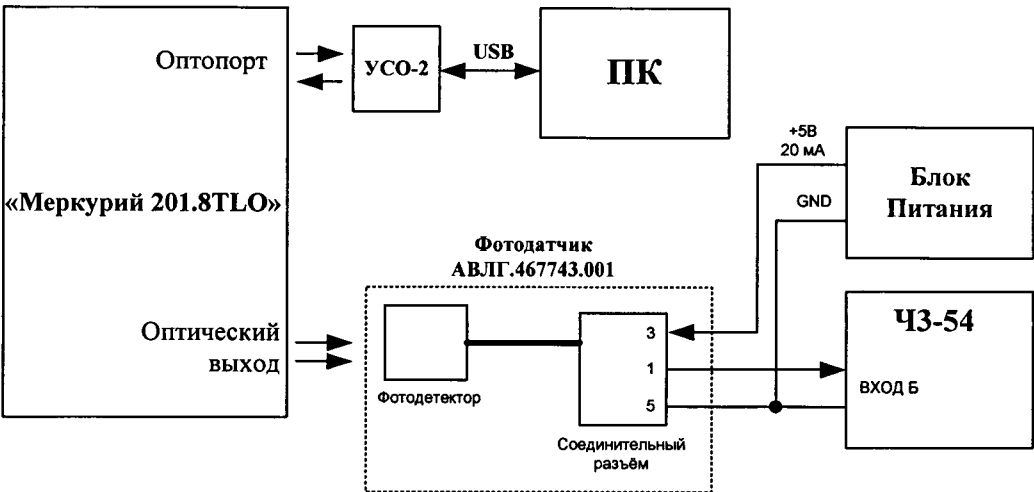 Оптопорт
УСО-2
USB
ПК
+5В
20 мА
GND
Блок
Питания
«Меркурий 201.8TLO»
Фотодатчик
АВЛГ.467743.001
Оптический
выход
Фотодетектор
3
1
5
Соединительный
разъём
ЧЗ-54
ВХОД Б